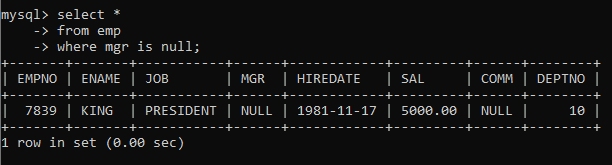 mysql> select *
    -> from emp
    -> where mgr is null;
+-------+-------+-----------+------+------------+---------+------+--------+
| EMPNO | ENAME | JOB       | MGR  | HIREDATE   | SAL     | COMM | DEPTNO |
+-------+-------+-----------+------+------------+---------+------+--------+
|  7839 | KING  | PRESIDENT | NULL | 1981-11-17 | 5000.00 | NULL |     10 |
+-------+-------+-----------+------+------------+---------+------+--------+
1 row in set (0.00 sec)